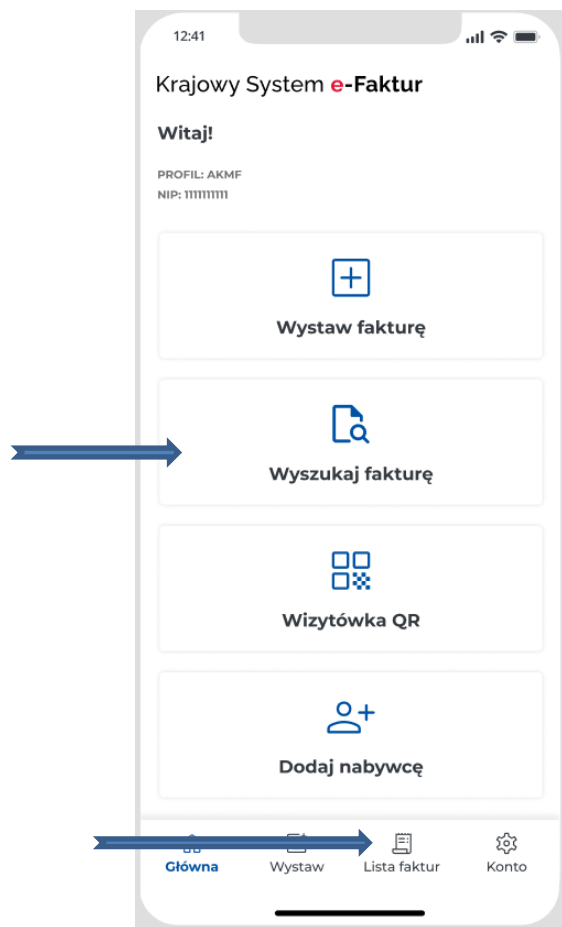 12:41
Krajowy System e-Faktur
Witaj!
PROFIL: AKMF
NIP: 1111111111
Wystaw fakturę
Wyszukaj fakturę
Wizytówka QR
Dodaj nabywcę
Główna Wystaw Lista faktur Konto